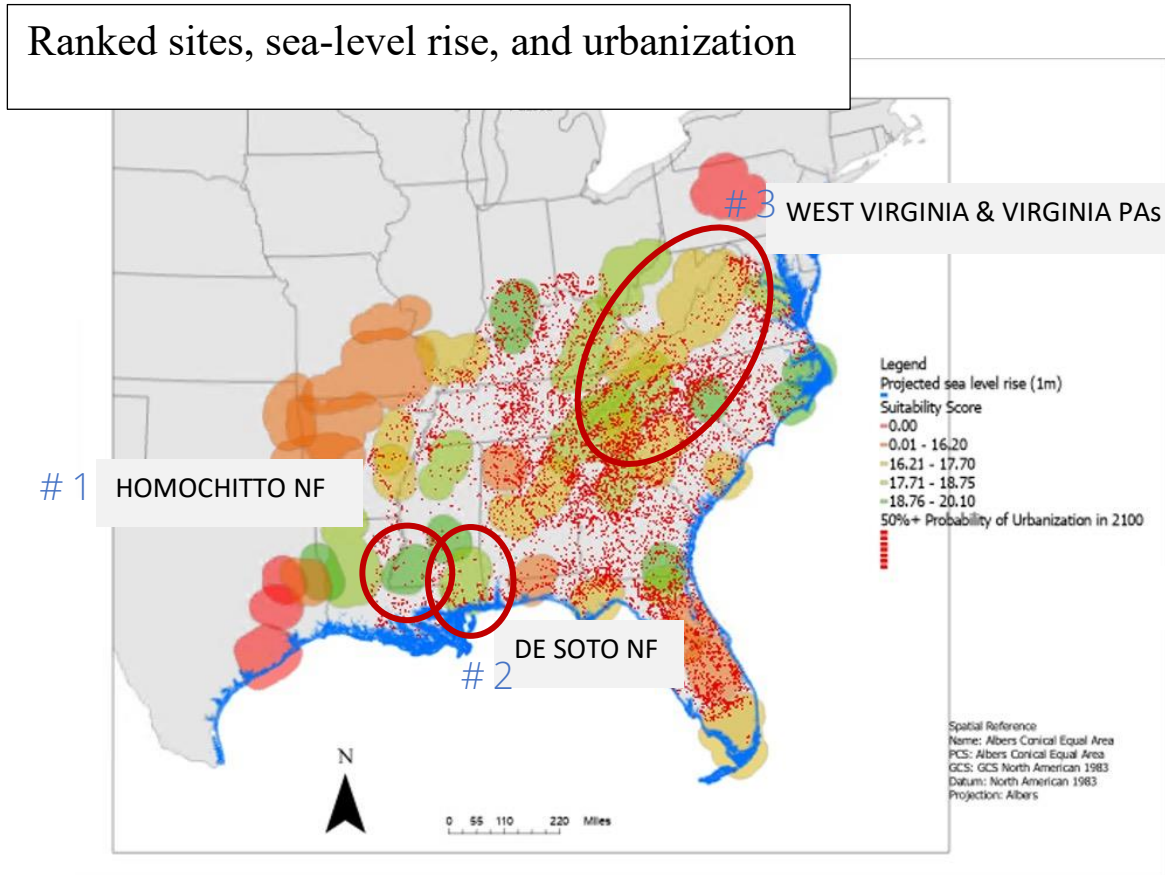 Ranked sites, sea-level rise, and urbanization
# 3 WEST VIRGINIA & VIRGINIA PAs
Legend
Projected sea level rise (1m)
Suitability Score
0.00
0.01 - 16.20
16.21 - 17.70
17.71 - 18.75
18.76 - 20.10
50%+ Probability of Urbanization in 2100
# 1 HOMOCHITTO NF
DE SOTO NF
# 2
Spatial Reference
Name: Albers Conical Equal Area
PCS: Albers Conical Equal Area
GCS: GCS North American 1983
Datum: North American 1983
Projection: Albers
N
0 55 110 220 Miles